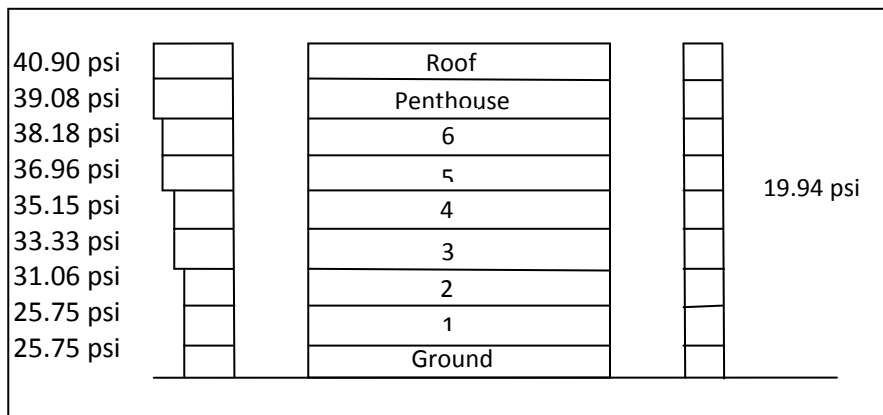 40.90 psi
39.08 psi
38.18 psi
36.96 psi
35.15 psi
33.33 psi
31.06 psi
25.75 psi
25.75 psi
Roof
Penthouse
6
5
4
3
2
1
Ground
19.94 psi